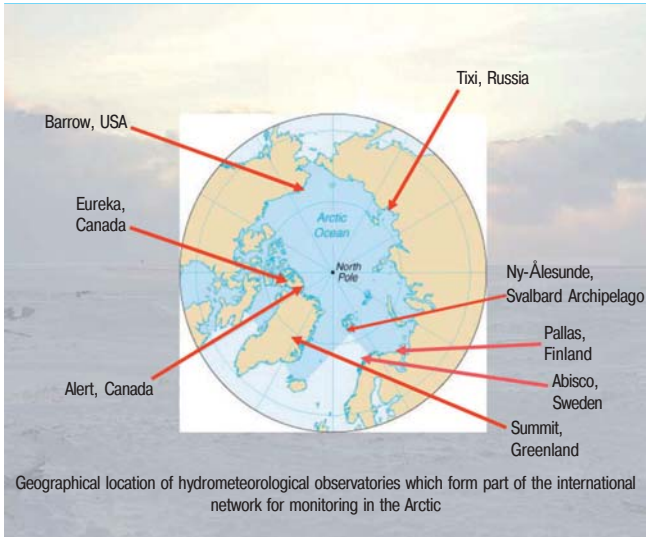 Tixi, Russia
Barrow, USA
Eureka,
Canada
Arctic
Ocean
North
Pole
Ny-Ålesunde,
Svalbard Archipelago
Pallas,
Finland
Abisco,
Sweden
Alert, Canada
Summit,
Greenland
Geographical location of hydrometeorological observatories which form part of the international
network for monitoring in the Arctic